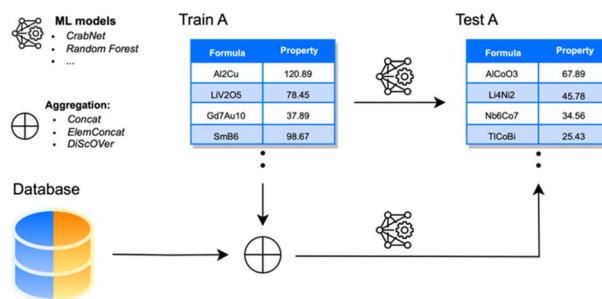 ML models
• CrabNet
• Random Forest
• ...
Aggregation:
• Concat
• ElemConcat
• DiScOVer
Database
Train A
Formula Property
Al2Cu 120.89
LiV2O5 78.45
Gd7Au10 37.89
SmB6 98.67
Test A
Formula Property
AlCoO3 67.89
Li4Ni2 45.78
Nb6Co7 34.56
TlCoBi 25.43